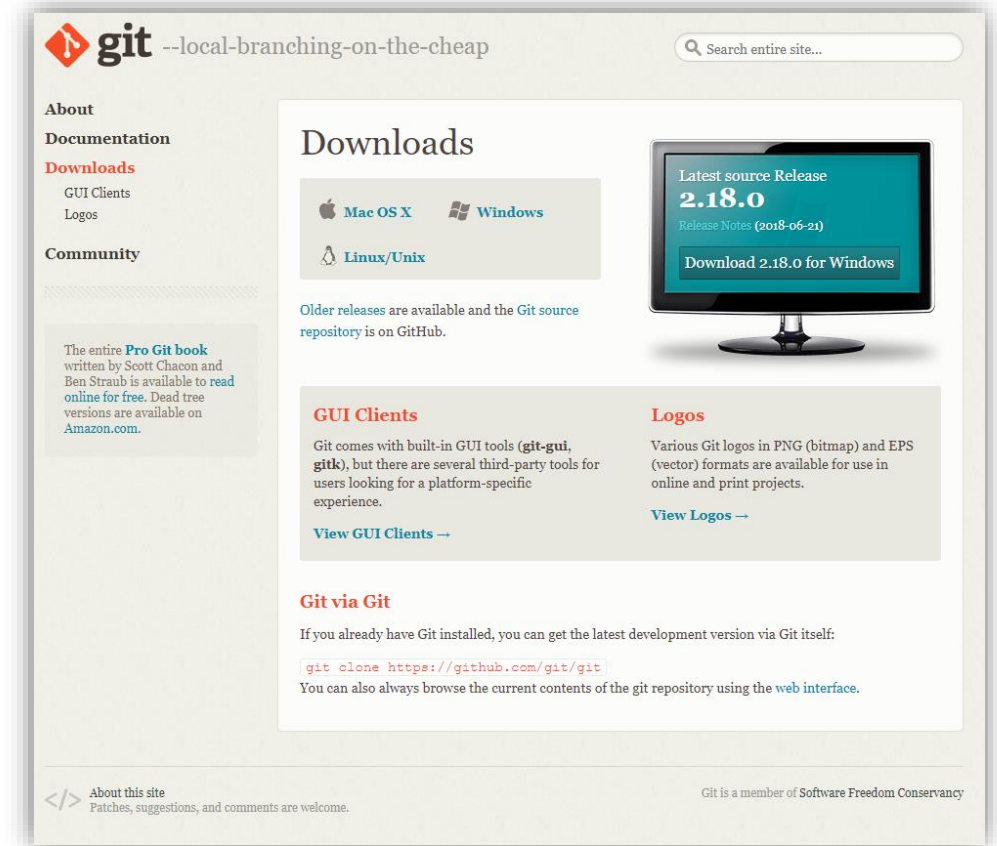 git --local-branching-on-the-cheap
Search entire site...
About
Documentation
Downloads
GUI Clients
Logos
Community
The entire Pro Git book
written by Scott Chacon and
Ben Straub is available to read
online for free. Dead tree
versions are available on
Amazon.com.
Downloads
Mac OS X
Windows
Linux/Unix
Older releases are available and the Git source
repository is on GitHub.
Latest source Release
2.18.0
Release Notes (2018-06-21)
Download 2.18.0 for Windows
GUI Clients
Git comes with built-in GUI tools (git-gui,
gitk), but there are several third-party tools for
users looking for a platform-specific
experience.
View GUI Clients →
Logos
Various Git logos in PNG (bitmap) and EPS
(vector) formats are available for use in
online and print projects.
View Logos →
Git via Git
If you already have Git installed, you can get the latest development version via Git itself:
git clone https://github.com/git/git
You can also always browse the current contents of the git repository using the web interface.
</> About this site
Patches, suggestions, and comments are welcome.
Git is a member of Software Freedom Conservancy